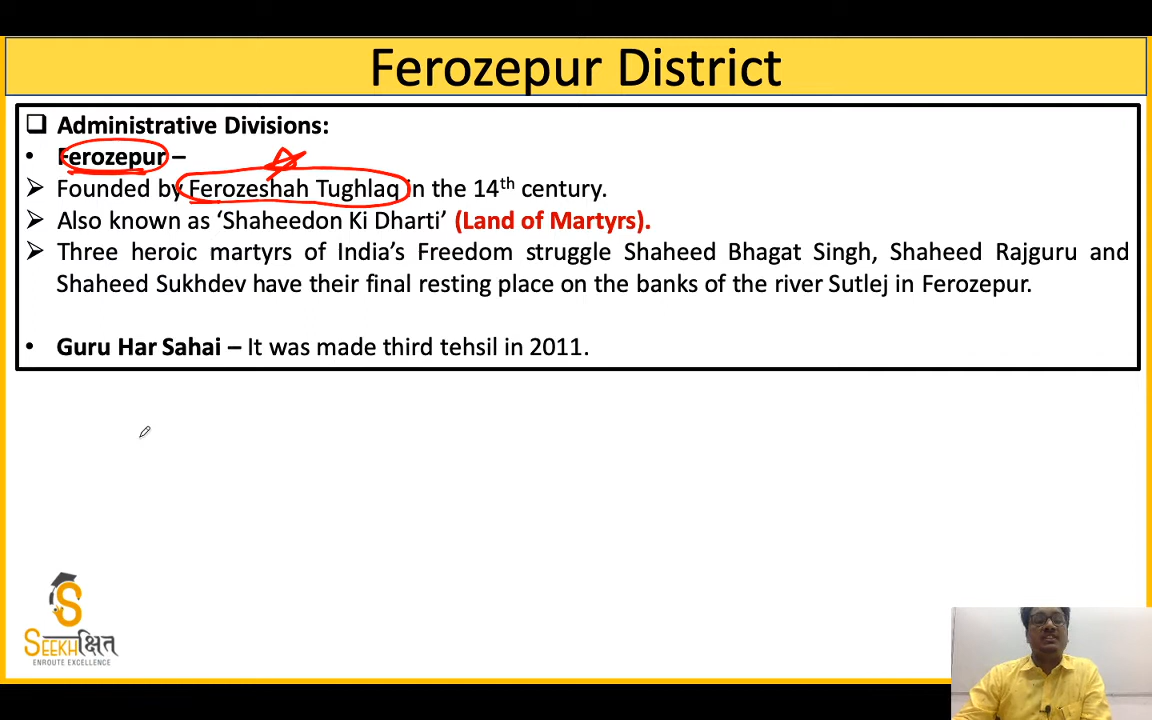 Ferozepur District
❑ Administrative Divisions:
• Ferozepur –
➢ Founded by Ferozeshah Tughlaq in the 14th century.
➢ Also known as ‘Shaheedon Ki Dharti’ (Land of Martyrs).
➢ Three heroic martyrs of India’s Freedom struggle Shaheed Bhagat Singh, Shaheed Rajguru and
Shaheed Sukhdev have their final resting place on the banks of the river Sutlej in Ferozepur.
• Guru Har Sahai – It was made third tehsil in 2011.
SEEKHक्षित
ENROUTE EXCELLENCE